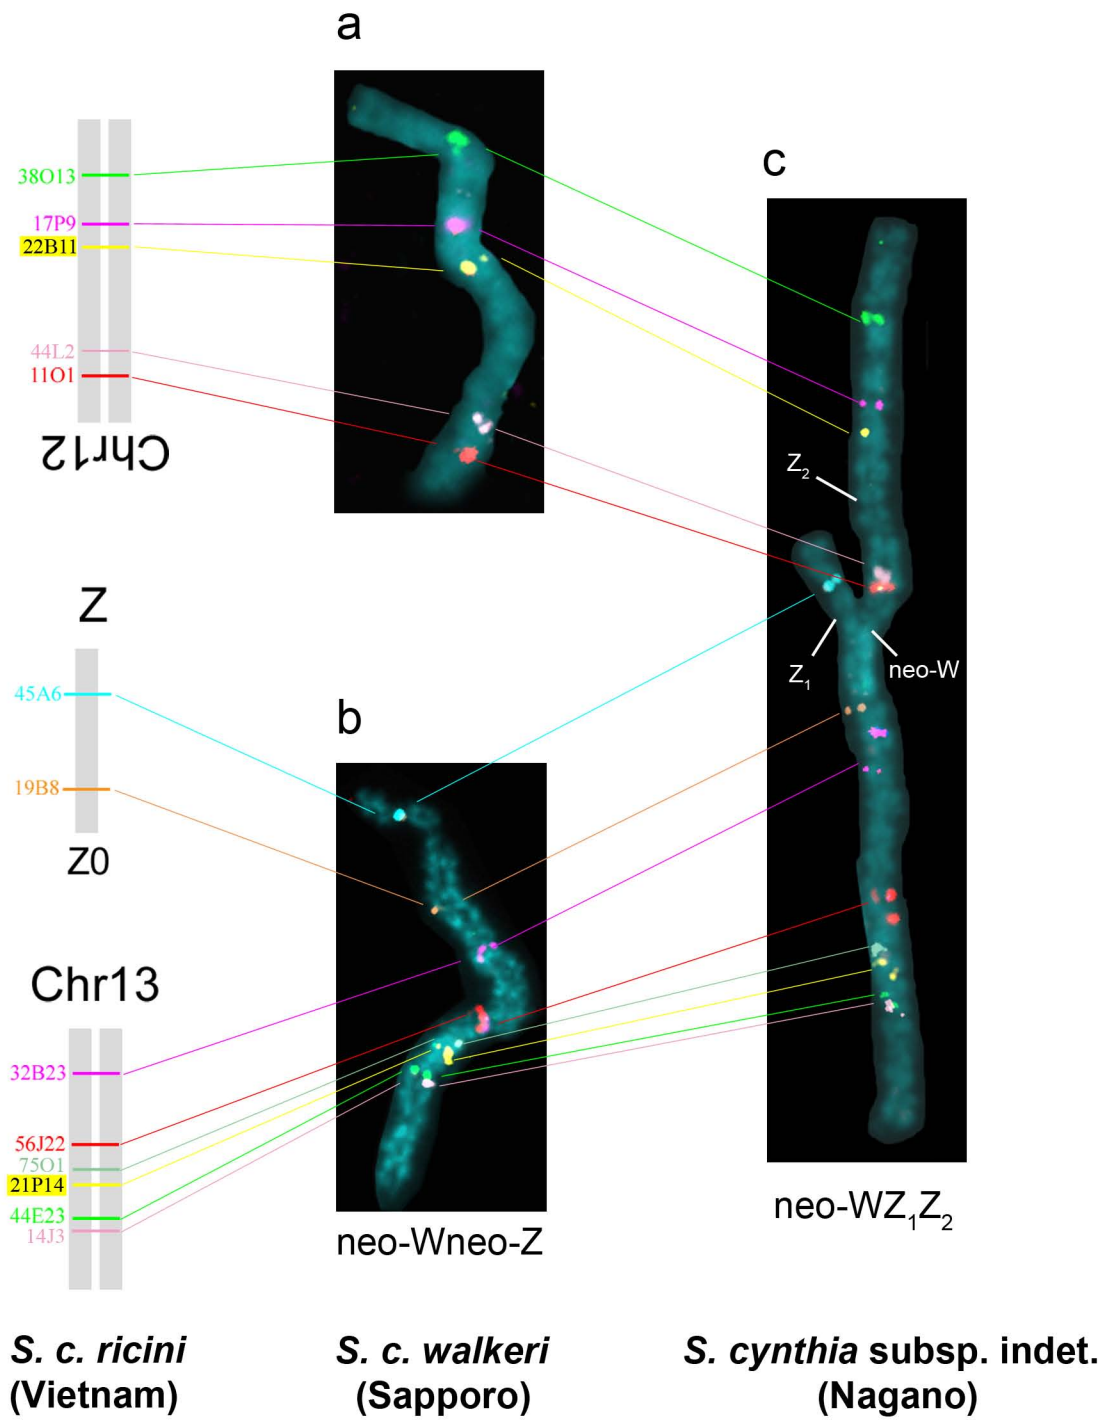 a
38O13
17P9
22B11
44L2
11O1
Chr12
c
Z2
Z1
neo-W
Z
45A6
19B8
Z0
b
Chr13
32B23
56J22
75O1
21P14
44E23
14J3
neo-Wneo-Z
neo-WZ1Z2
S. c. ricini
(Vietnam)
S. c. walkeri
(Sapporo)
S. cynthia subsp. indet.
(Nagano)